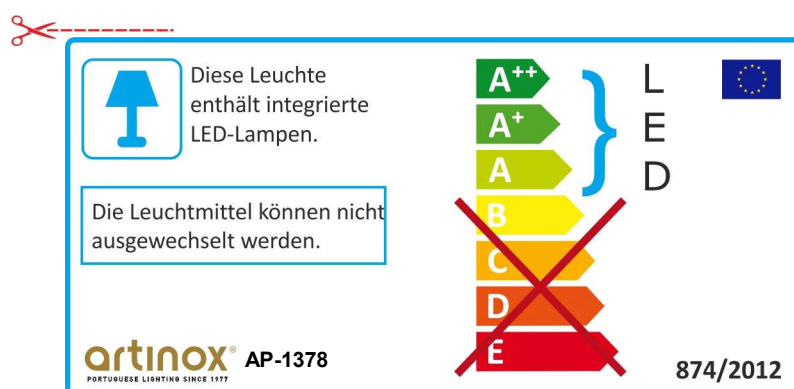 Diese Leuchte
enthält integrierte
LED-Lampen.
Die Leuchtmittel können nicht
ausgewechselt werden.
artinox® AP-1378
PORTUGUESE LIGHTING SINCE 1977
A++
A+
A
B
C
D
E
L
E
D
874/2012